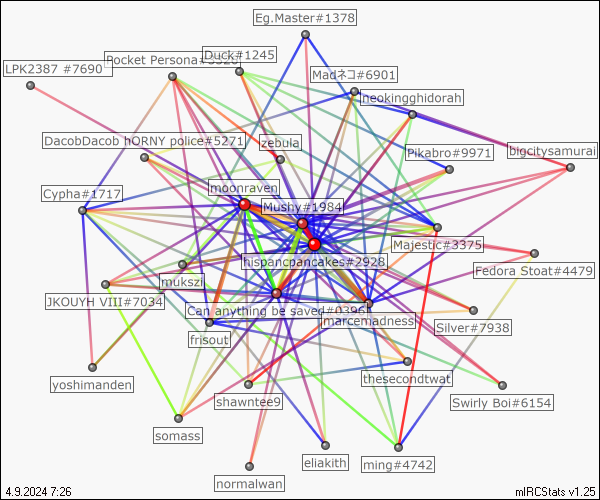 Eg.Master#1378
Duck#1245
Pocket Persona#3320
LPK2387 #7690
Madネコ#6901
heokingghidorah
DacobDacob hORNY police#5271
zebula
Pikabro#9971
bigcitysamurai
moonraven
Cypha#1717
Mushy#1984
Majestic#3375
hispancpancakes#2928
Fedora Stoat#4479
mukszi
JKOUYH VIII#7034
Can anything be saved#0396
marcemadness
Silver#7938
frisout
thesecondtwat
yoshimanden
shawntee9
Swirly Boi#6154
somass
eliakith
ming#4742
normalwan
4.9.2024 7:26
mIRCStats v1.25